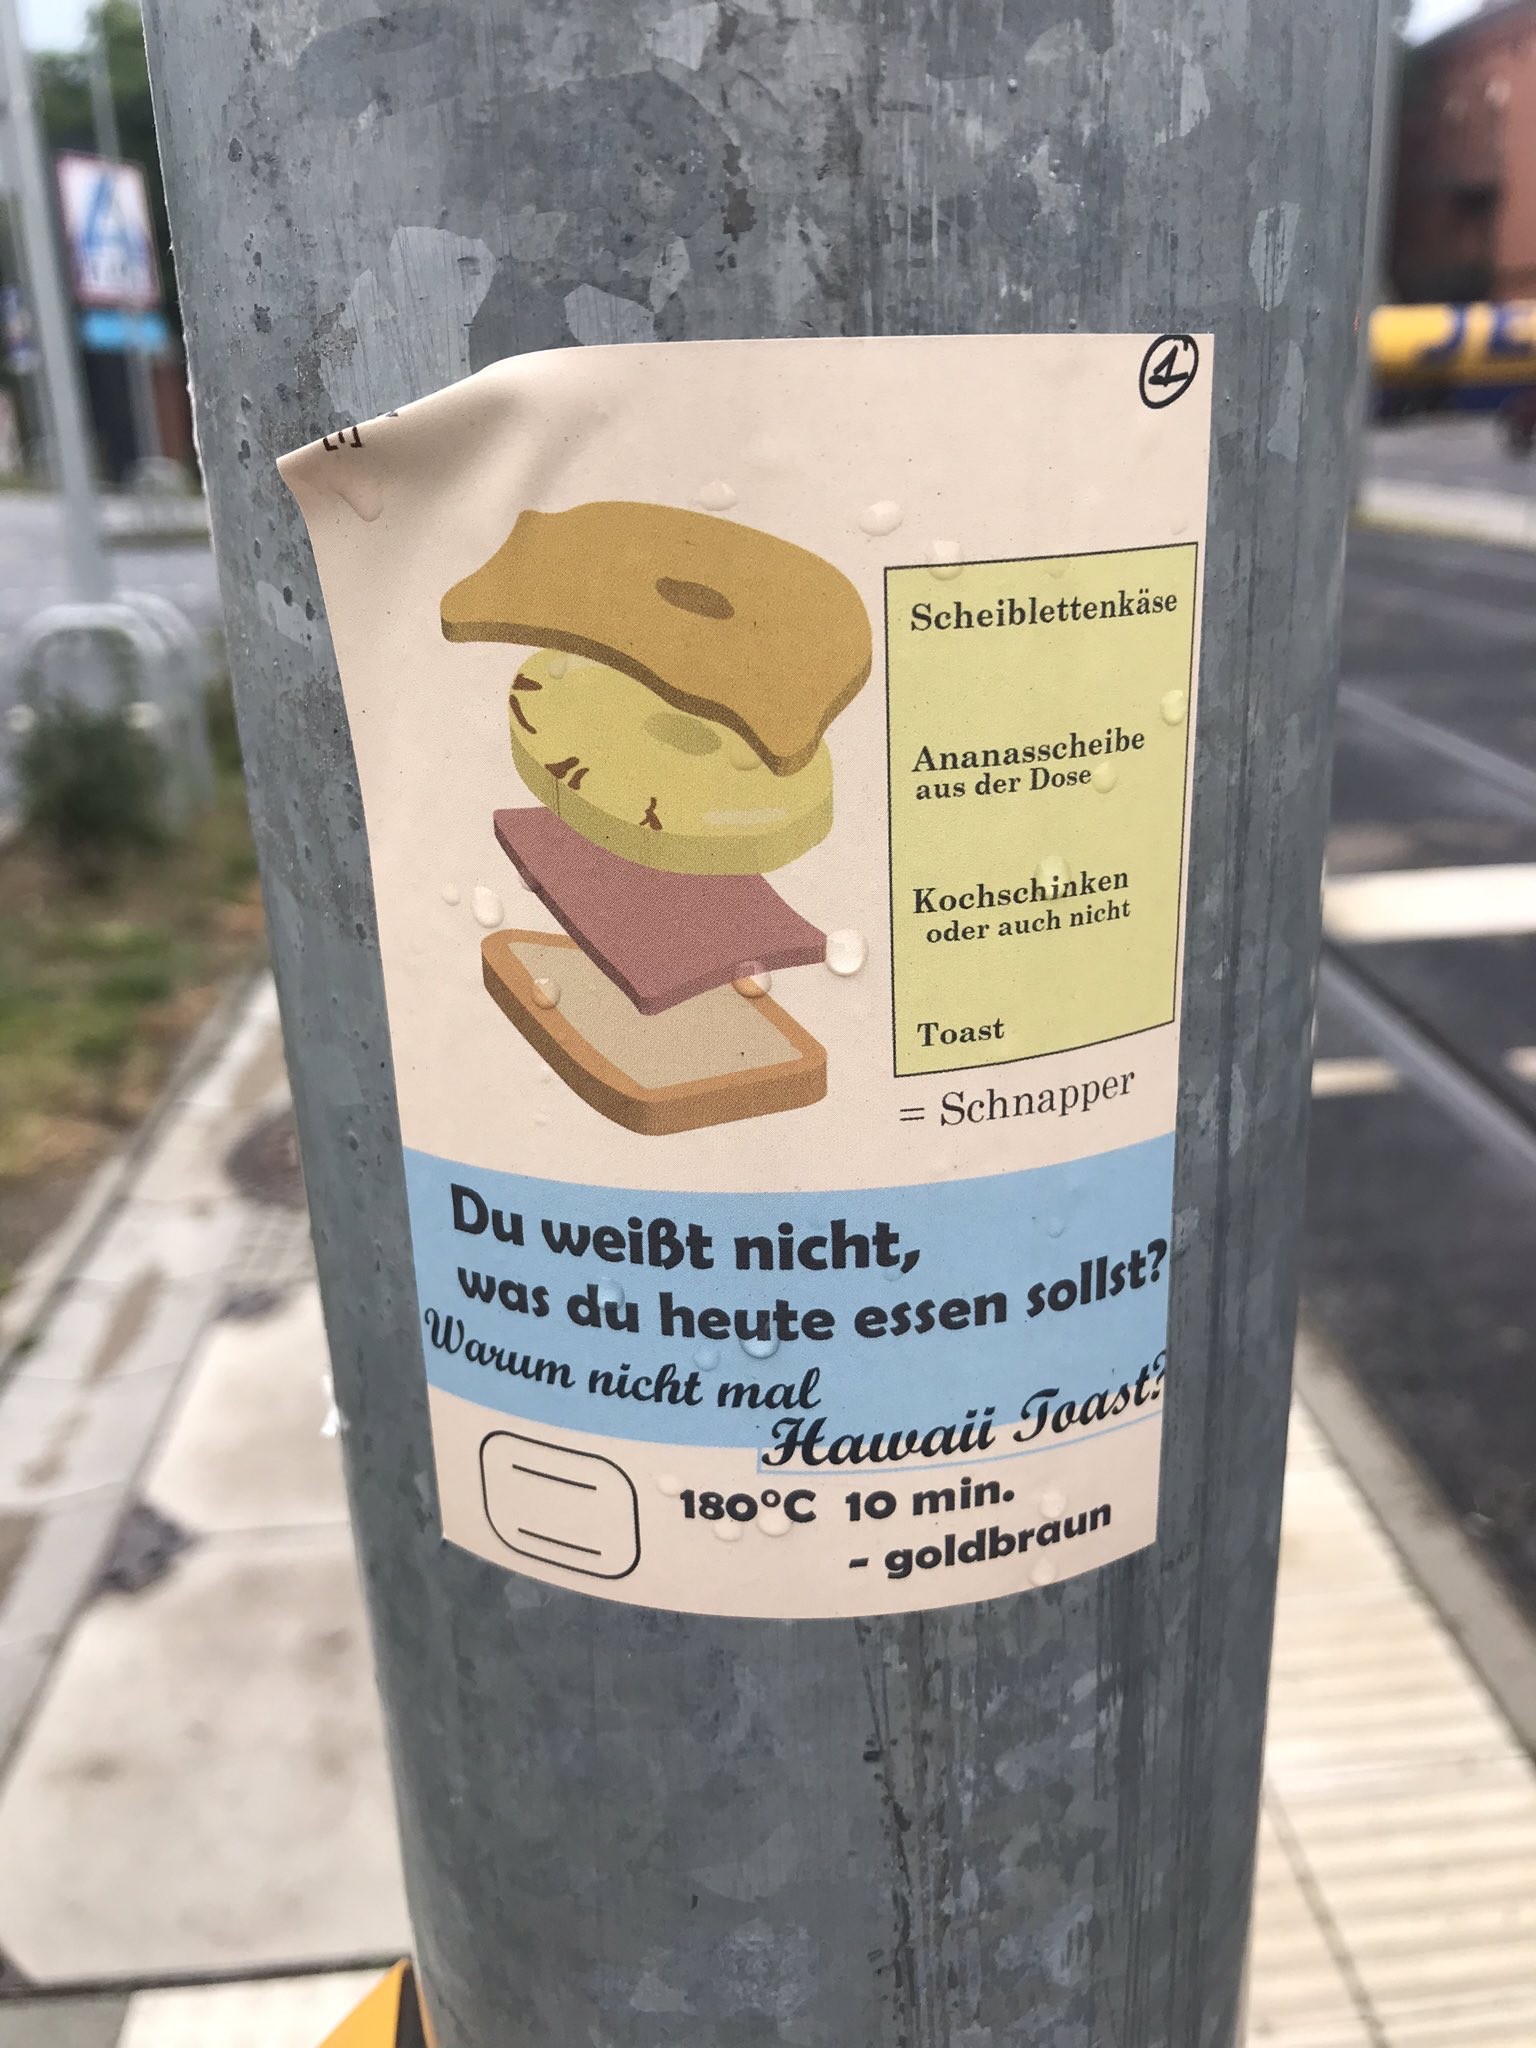 1
Scheiblettenkäse
Ananasscheibe
aus der Dose
Kochschinken
oder auch nicht
Toast
= Schnapper
Du weißt nicht,
was du heute essen sollst?
Warum nicht mal
Hawaii Toast?
180°C 10 min.
- goldbraun